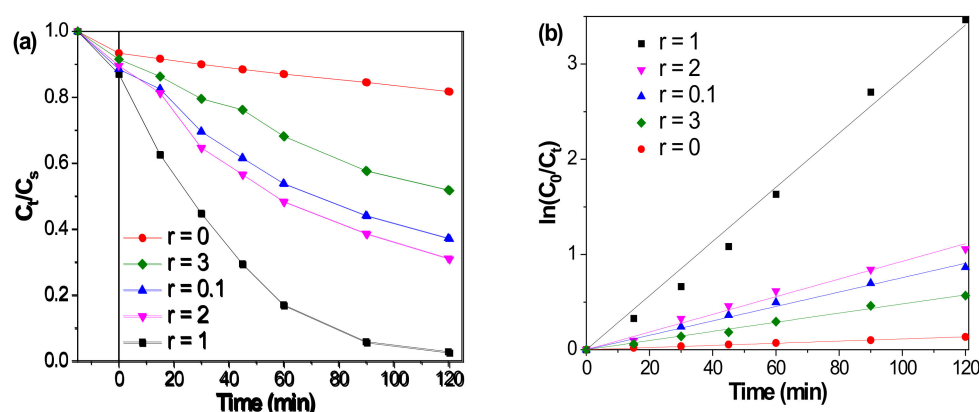 (a)
1.0
0.8
0.6
0.4
0.2
0.0
Cₜ/Cₛ
r = 0
r = 3
r = 0.1
r = 2
r = 1
0 20 40 60 80 100 120
Time (min)
(b)
3
2
1
0
ln(C₀/Cₜ)
r = 1
r = 2
r = 0.1
r = 3
r = 0
0 20 40 60 80 100 120
Time (min)